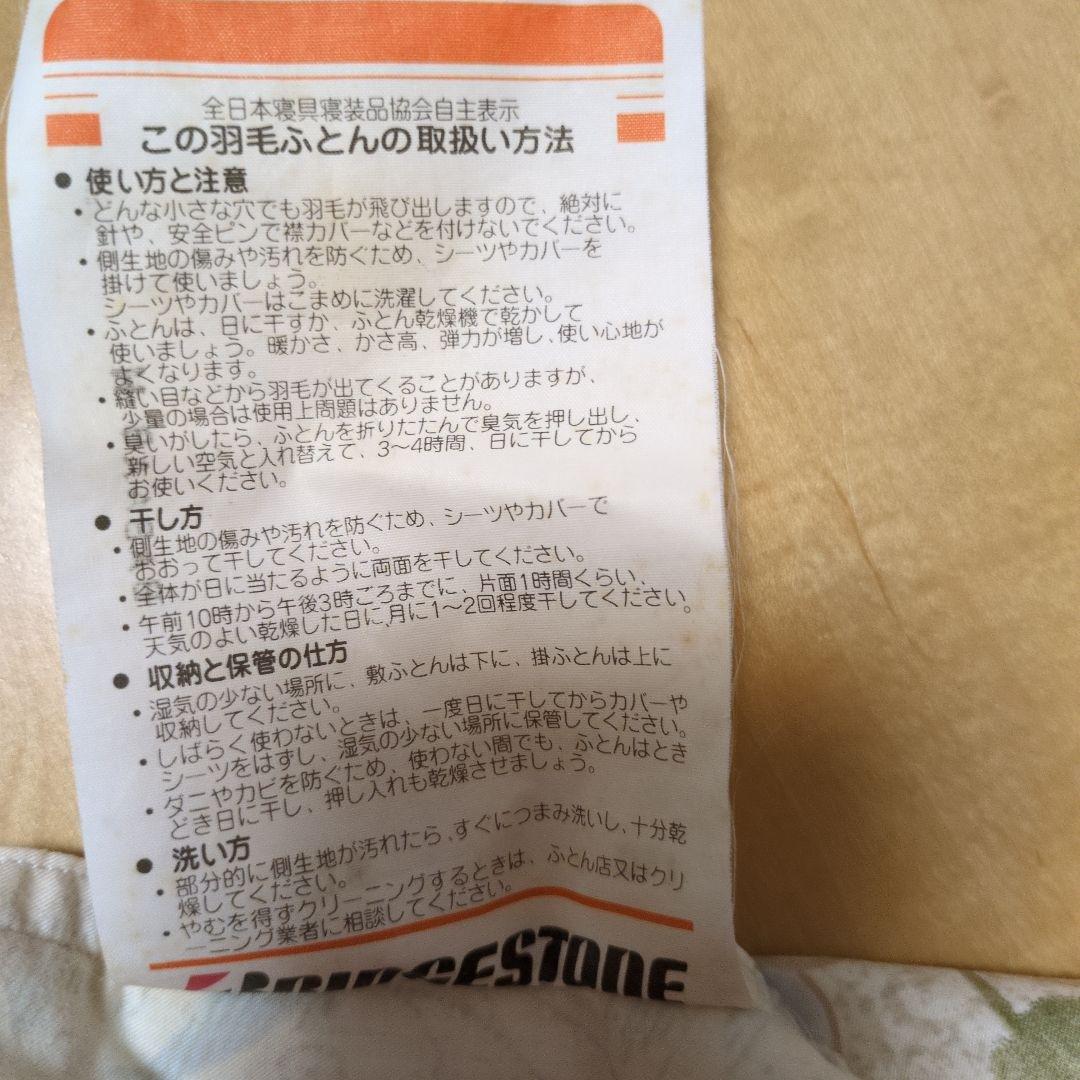 全日本寝具寝装品協会自主表示
この羽毛ふとんの取扱い方法
● 使い方と注意
・どんな小さな穴でも羽毛が飛び出しますので、絶対に
針や、安全ピンで襟カバーなどを付けないでください。
・側生地の傷みや汚れを防ぐため、シーツやカバーを
掛けて使いましょう。
シーツやカバーはこまめに洗濯してください。
・ふとんは、日に干すか、ふとん乾燥機で乾かして
使いましょう。暖かさ、かさ高、弾力が増し、使い心地が
よくなります。
・縫い目などから羽毛が出てくることがありますが、
少量の場合は使用上問題はありません。
・臭いがしたら、ふとんを折りたたんで臭気を押し出し、
新しい空気と入れ替えて、3〜4時間、日に干してから
お使いください。
● 干し方
・側生地の傷みや汚れを防ぐため、シーツやカバーで
おおって干してください。
・全体が日に当たるように両面を干してください。
・午前10時から午後3時ごろまでに、片面1時間くらい、
天気のよい乾燥した日に、月に1〜2回程度干してください。
● 収納と保管の仕方
・湿気の少ない場所に、敷ふとんは下に、掛ふとんは上に
収納してください。
・しばらく使わないときは、一度日に干してからカバーや
シーツをはずし、湿気の少ない場所に保管してください。
・ダニやカビを防ぐため、使わない間でも、ふとんはとき
どき日に干し、押し入れも乾燥させましょう。
● 洗い方
・部分的に側生地が汚れたら、すぐにつまみ洗いし、十分乾
燥してください。
・やむを得ずクリーニングするときは、ふとん店又はクリ
ーニング業者に相談してください。
BRIDGESTONE